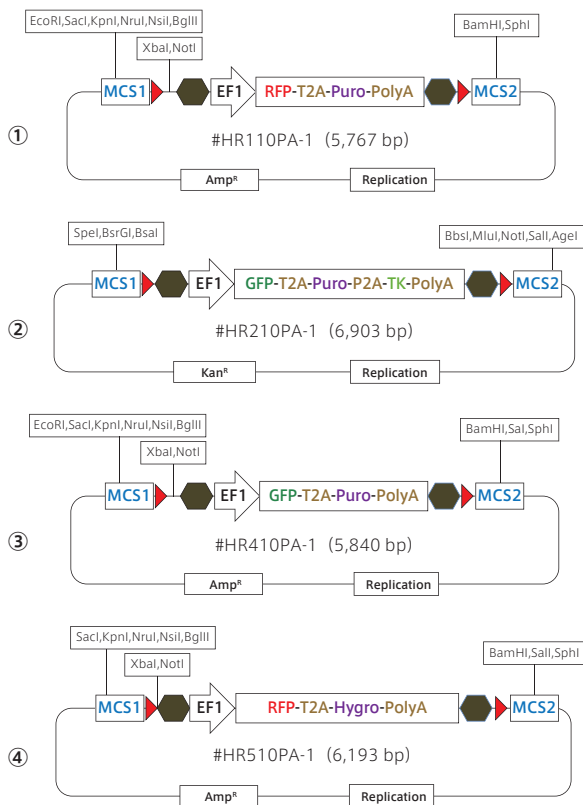 EcoRI,SacI,KpnI,NruI,NsiI,BglII
XbaI,NotI
BamHI,SphI
MCS1
EF1
RFP-T2A-Puro-PolyA
MCS2
①
#HR110PA-1 (5,767 bp)
Ampᴿ
Replication
SpeI,BsrGI,BsaI
BbsI,MluI,NotI,SalI,AgeI
MCS1
EF1
GFP-T2A-Puro-P2A-TK-PolyA
MCS2
②
#HR210PA-1 (6,903 bp)
Kanᴿ
Replication
EcoRI,SacI,KpnI,NruI,NsiI,BglII
XbaI,NotI
BamHI,SaI,SphI
MCS1
EF1
GFP-T2A-Puro-PolyA
MCS2
③
#HR410PA-1 (5,840 bp)
Ampᴿ
Replication
SacI,KpnI,NruI,NsiI,BglII
XbaI,NotI
BamHI,SalI,SphI
MCS1
EF1
RFP-T2A-Hygro-PolyA
MCS2
④
#HR510PA-1 (6,193 bp)
Ampᴿ
Replication